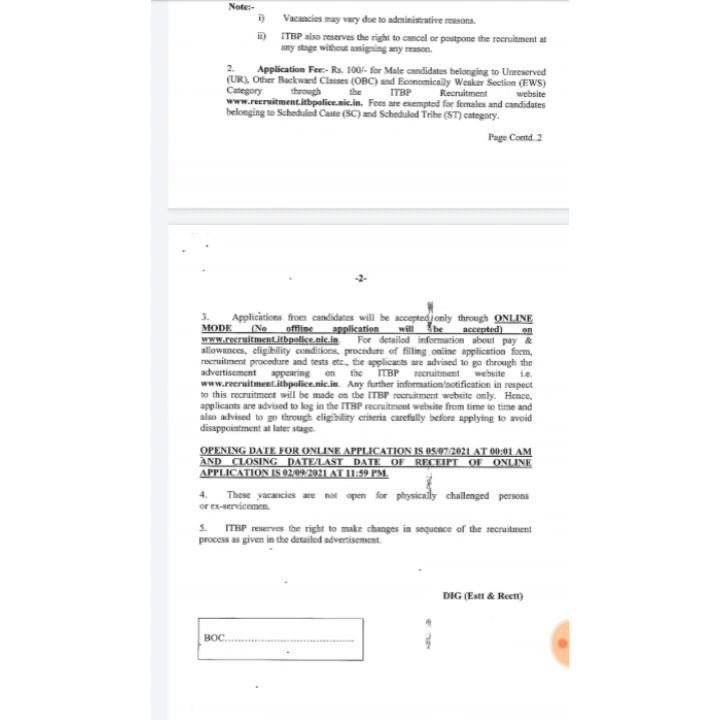 Note:-
i) Vacancies may vary due to administrative reasons.
ii) ITBP also reserves the right to cancel or postpone the recruitment at
any stage without assigning any reason.
2. Application Fee:- Rs. 100/- for Male candidates belonging to Unreserved
(UR), Other Backward Classes (OBC) and Economically Weaker Section (EWS)
Category through the ITBP Recruitment website
www.recruitment.itbpolice.nic.in. Fees are exempted for females and candidates
belonging to Scheduled Caste (SC) and Scheduled Tribe (ST) category.
Page Contd..2
-2-
3. Applications from candidates will be accepted only through ONLINE
MODE (No offline application will be accepted) on
www.recruitment.itbpolice.nic.in. For detailed information about pay &
allowances, eligibility conditions, procedure of filling online application form,
recruitment procedure and tests etc., the applicants are advised to go through the
advertisement appearing on the ITBP recruitment website i.e.
www.recruitment.itbpolice.nic.in. Any further information/notification in respect
to this recruitment will be made on the ITBP recruitment website only. Hence,
applicants are advised to log in the ITBP recruitment website from time to time and
also advised to go through eligibility criteria carefully before applying to avoid
disappointment at later stage.
OPENING DATE FOR ONLINE APPLICATION IS 05/07/2021 AT 00:01 AM
AND CLOSING DATE/LAST DATE OF RECEIPT OF ONLINE
APPLICATION IS 02/09/2021 AT 11:59 PM.
4. These vacancies are not open for physically challenged persons
or ex-servicemen.
5. ITBP reserves the right to make changes in sequence of the recruitment
process as given in the detailed advertisement.
DIG (Estt & Rectt)
BOC.......................................